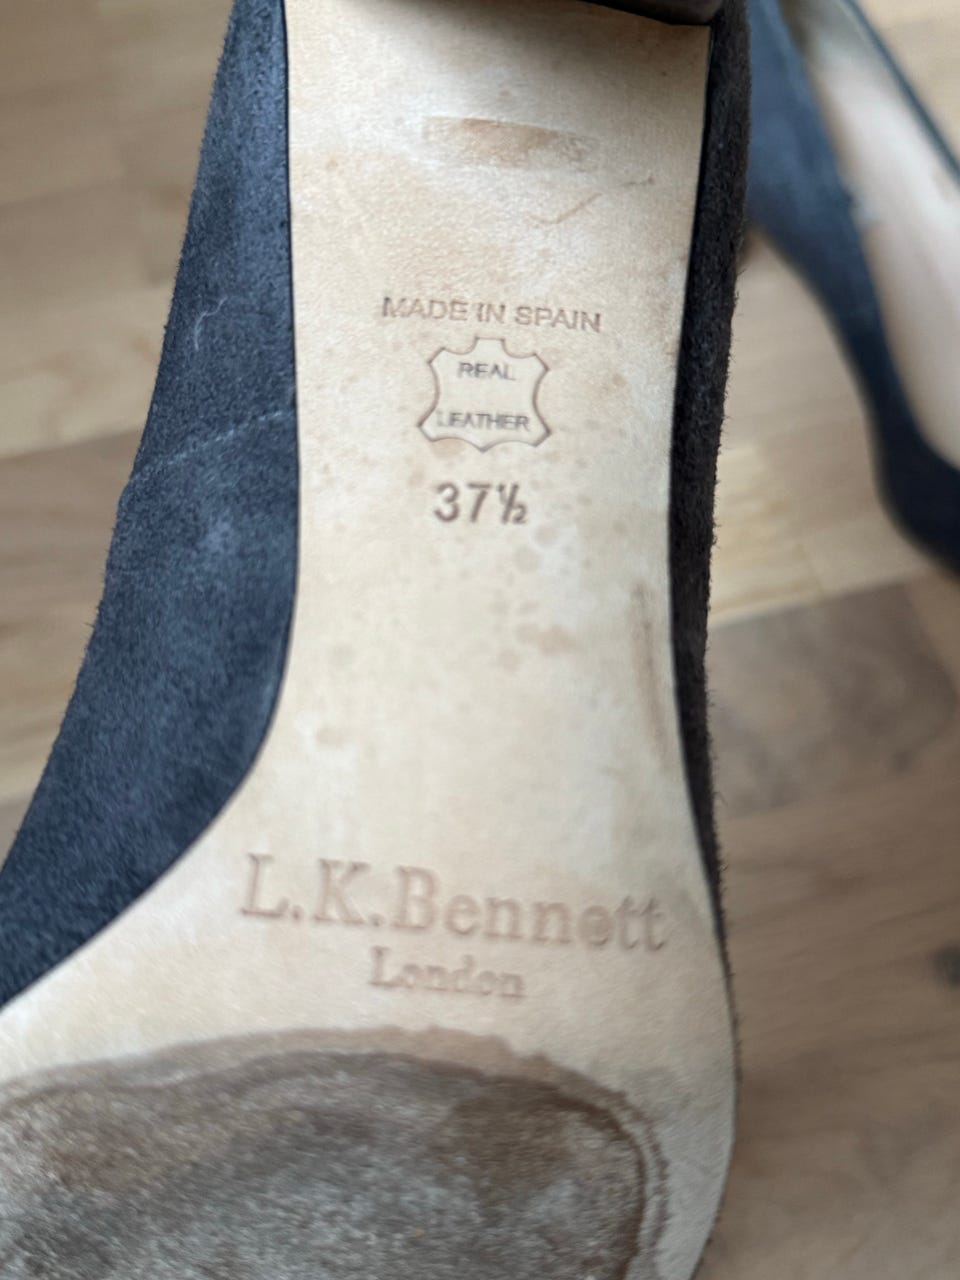 MADE IN SPAIN
REAL
LEATHER
37½
L.K.Bennett
London